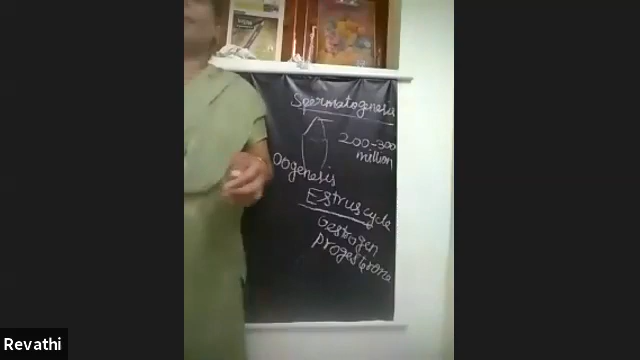 Spermatogenesis
200-300
million
Oogenesis
Estrus cycle
Oestrogen
Progesterone
Revathi